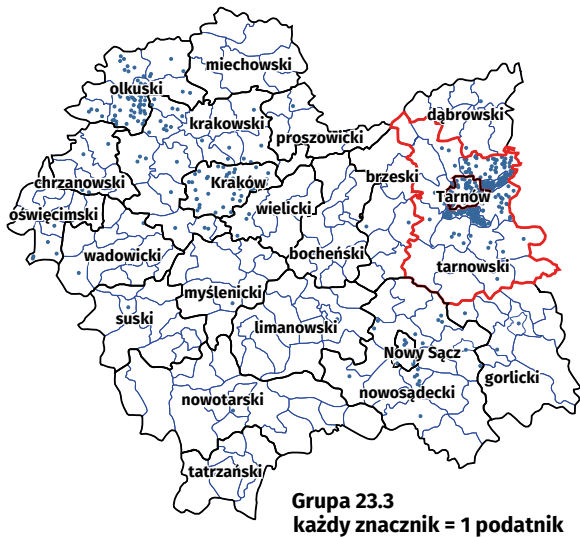 miechowski
olkuski
dąbrowski
krakowski
proszowicki
brzeski
chrzanowski
Kraków
Tarnów
oświęcimski
wielicki
wadowicki
bocheński
tarnowski
myślenicki
suski
limanowski
Nowy Sącz
gorlicki
nowotarski
nowosądecki
tatrzański
Grupa 23.3
każdy znacznik = 1 podatnik